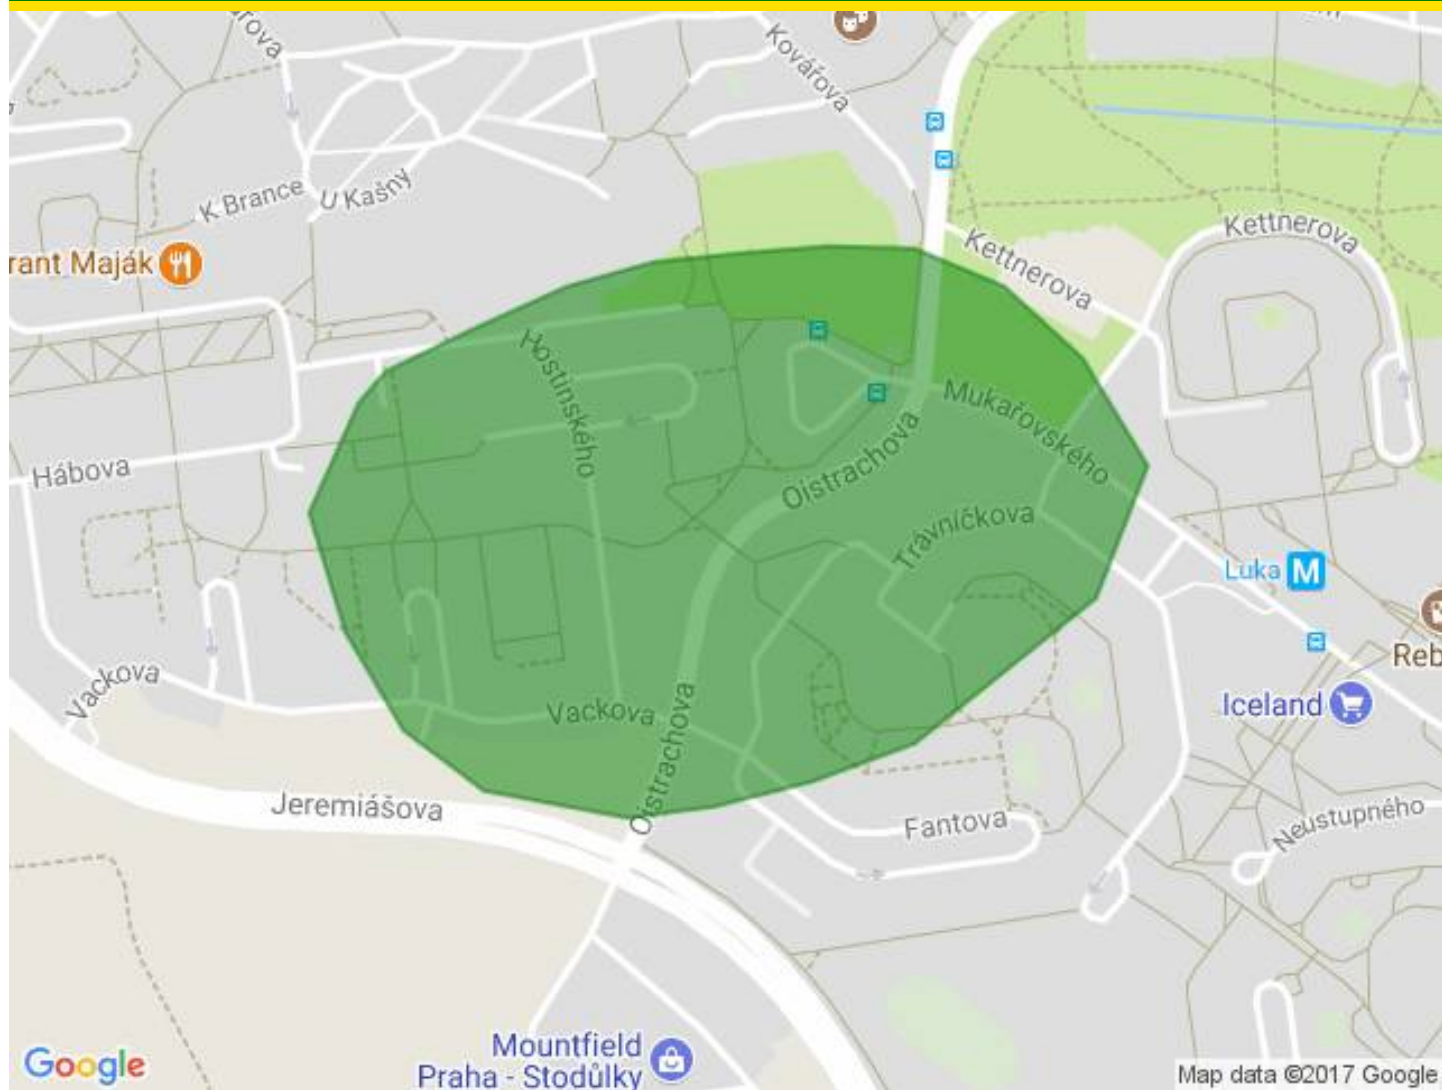 Kovářova
K Brance
U Kašny
Kettnerova
Kettnerova
rant Maják
Hostinského
Mukařovského
Oistrachova
Hábova
Trávníčkova
Luka M
Reb
Vackova
Vackova
Iceland
Oistrachova
Jeremiášova
Fantova
Neustupného
Mountfield
Praha - Stodůlky
Google
Map data ©2017 Google